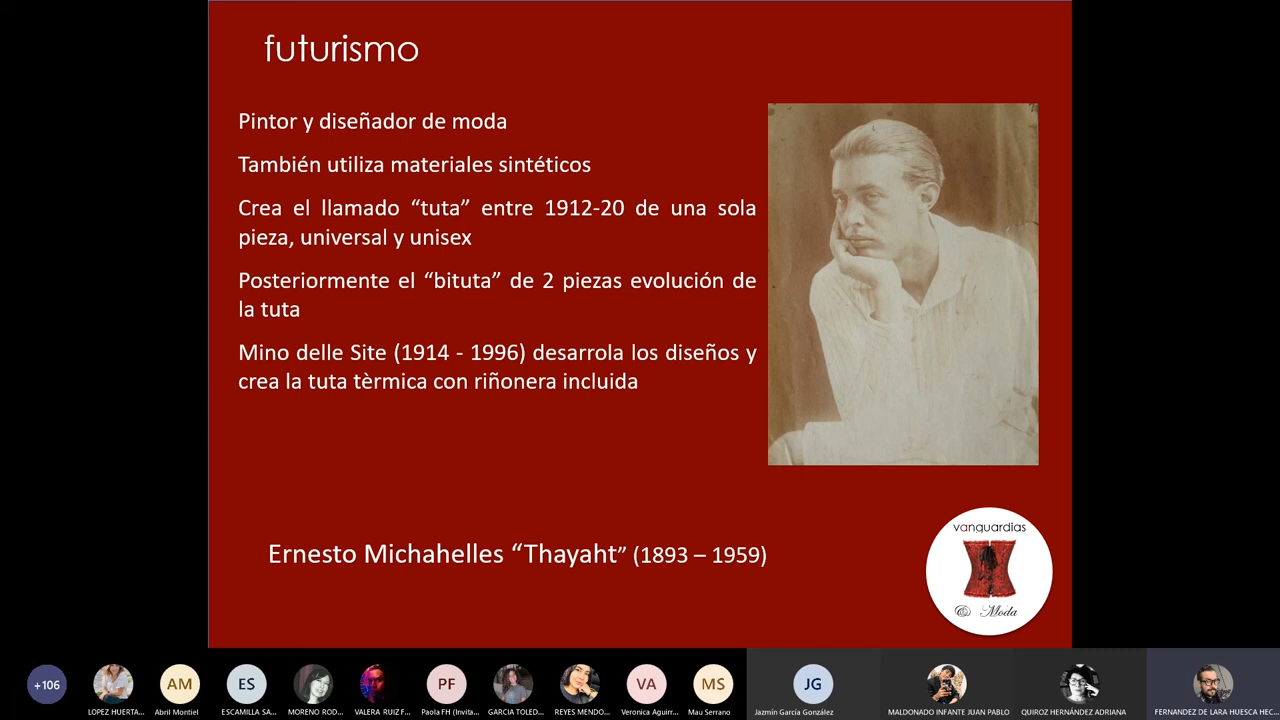 futurismo
Pintor y diseñador de moda
También utiliza materiales sintéticos
Crea el llamado “tuta” entre 1912-20 de una sola
pieza, universal y unisex
Posteriormente el “bituta” de 2 piezas evolución de
la tuta
Mino delle Site (1914 - 1996) desarrola los diseños y
crea la tuta tèrmica con riñonera incluida
Ernesto Michahelles “Thayaht” (1893 – 1959)
vanguardias
& Moda
+106
AM
ES
PF
VA
MS
JG
LOPEZ HUERTA...
Abril Montiel
ESCAMILLA SA...
MORENO ROD...
VALERA RUIZ F...
Paola FH (Invita...
GARCIA TOLED...
REYES MENDO...
Veronica Aguirr...
Mau Serrano
Jazmín García González
MALDONADO INFANTE JUAN PABLO
QUIROZ HERNÁNDEZ ADRIANA
FERNANDEZ DE LARA HUESCA HEC...